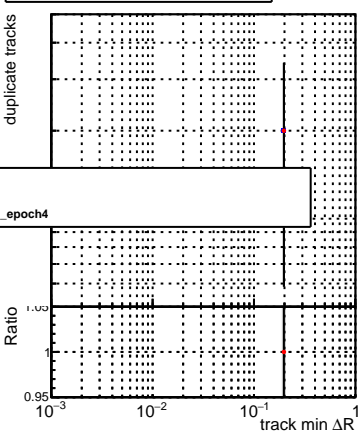 duplicate tracks
_epoch4
Ratio
1.05
1
0.95
10⁻³ 10⁻² 10⁻¹ 1
track min ΔR